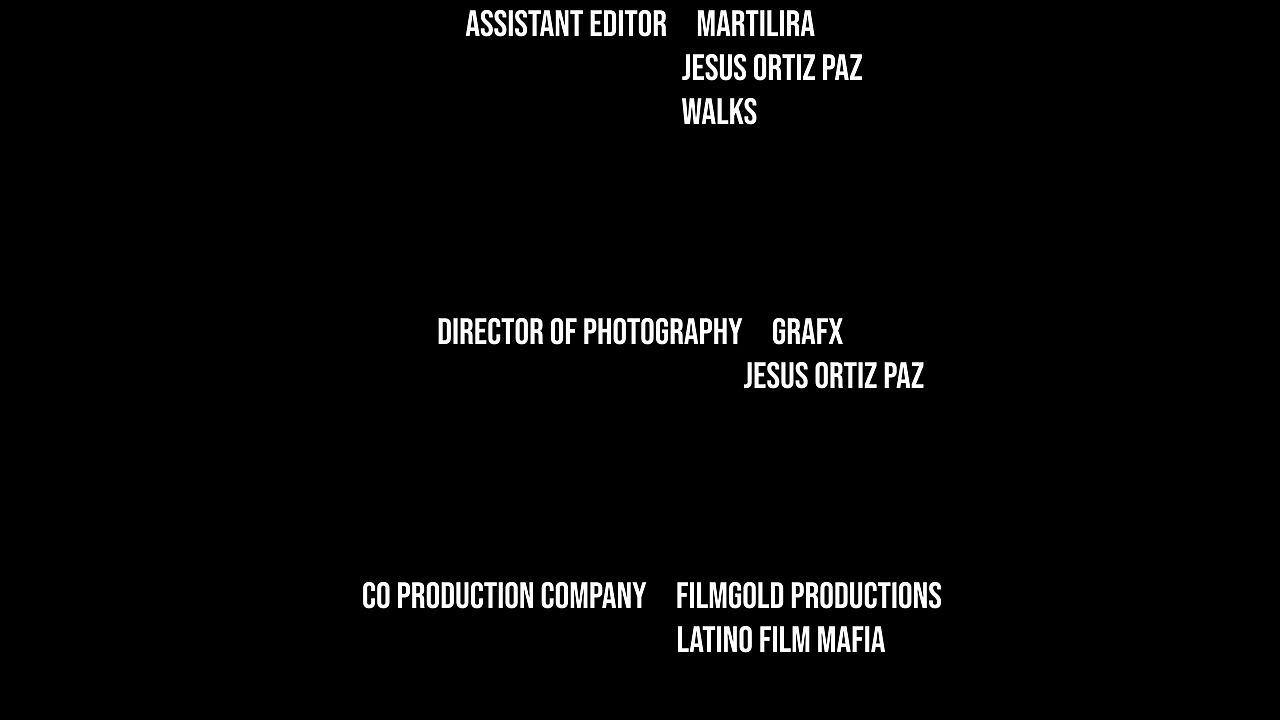 ASSISTANT EDITOR MARTILIRA
JESUS ORTIZ PAZ
WALKS
DIRECTOR OF PHOTOGRAPHY GRAFX
JESUS ORTIZ PAZ
CO PRODUCTION COMPANY FILMGOLD PRODUCTIONS
LATINO FILM MAFIA